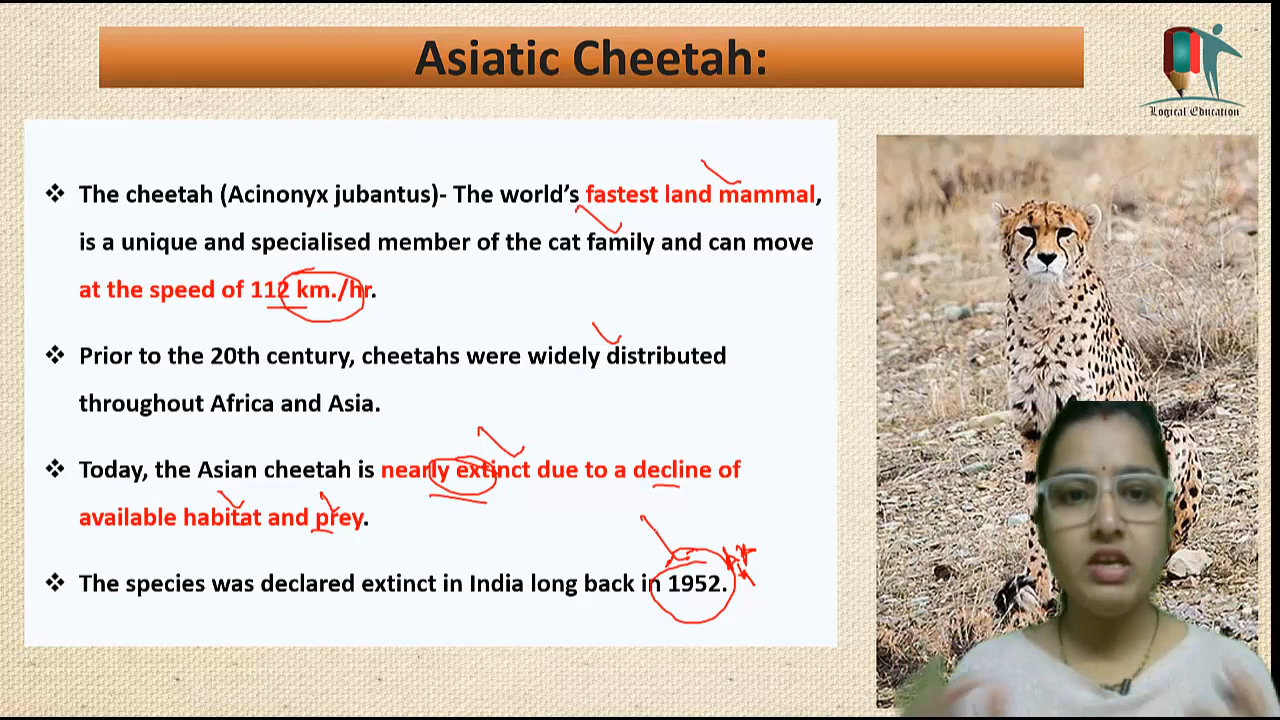 Asiatic Cheetah:
Logical Education
❖ The cheetah (Acinonyx jubantus)- The world’s fastest land mammal,
is a unique and specialised member of the cat family and can move
at the speed of 112 km./hr.
❖ Prior to the 20th century, cheetahs were widely distributed
throughout Africa and Asia.
❖ Today, the Asian cheetah is nearly extinct due to a decline of
available habitat and prey.
❖ The species was declared extinct in India long back in 1952.